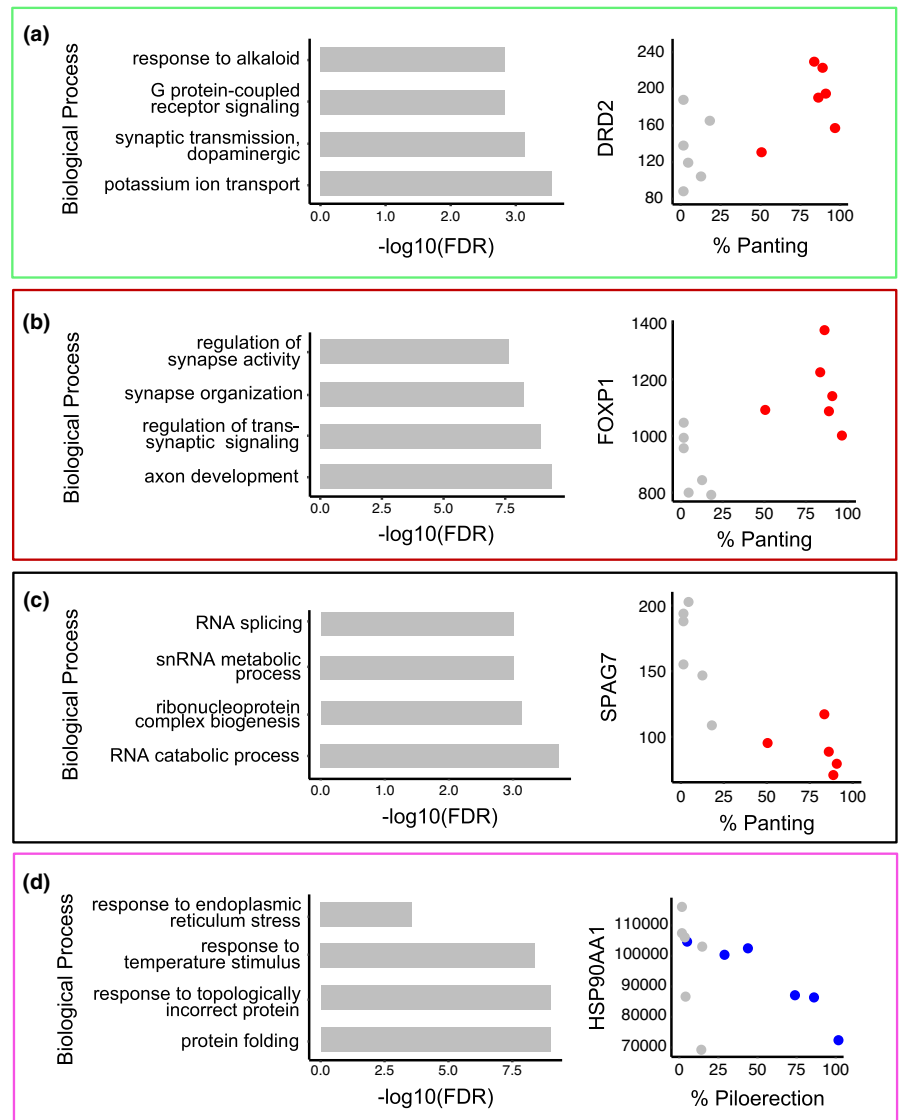 (a)
Biological Process
response to alkaloid
G protein-coupled
receptor signaling
synaptic transmission,
dopaminergic
potassium ion transport
0.0 1.0 2.0 3.0
-log10(FDR)
DRD2
240
200
160
120
80
0 25 50 75 100
% Panting
(b)
Biological Process
regulation of
synapse activity
synapse organization
regulation of trans-
synaptic signaling
axon development
0.0 2.5 5.0 7.5
-log10(FDR)
FOXP1
1400
1200
1000
800
0 25 50 75 100
% Panting
(c)
Biological Process
RNA splicing
snRNA metabolic
process
ribonucleoprotein
complex biogenesis
RNA catabolic process
0.0 1.0 2.0 3.0
-log10(FDR)
SPAG7
200
150
100
0 25 50 75 100
% Panting
(d)
Biological Process
response to endoplasmic
reticulum stress
response to
temperature stimulus
response to topologically
incorrect protein
protein folding
0.0 2.5 5.0 7.5
-log10(FDR)
HSP90AA1
110000
100000
90000
80000
70000
0 25 50 75 100
% Piloerection